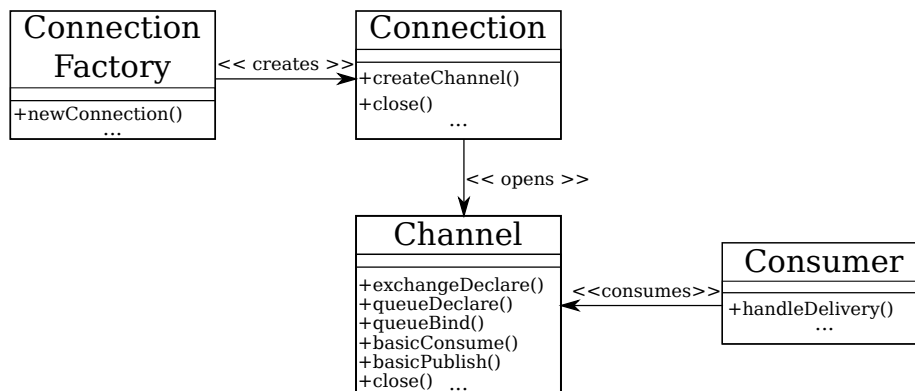 Connection
Factory
+newConnection()
...
<< creates >>
Connection
+createChannel()
+close()
...
<< opens >>
Channel
+exchangeDeclare()
+queueDeclare()
+queueBind()
+basicConsume()
+basicPublish()
+close()
...
<<consumes>>
Consumer
+handleDelivery()
...